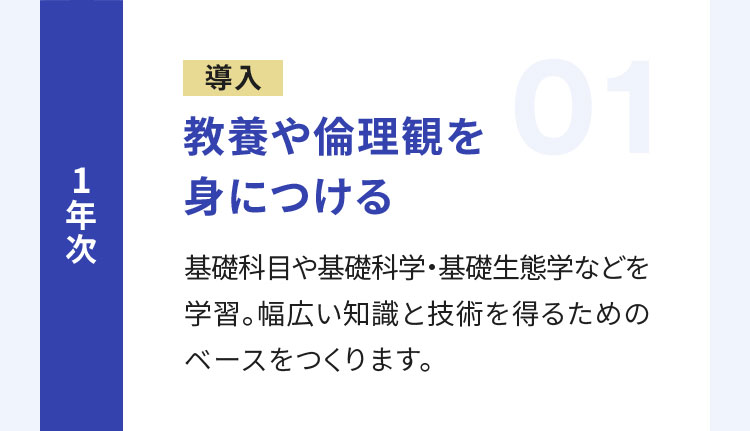 1年次
導入
01
教養や倫理観を
身につける
基礎科目や基礎科学・基礎生態学などを
学習。幅広い知識と技術を得るための
ベースをつくります。